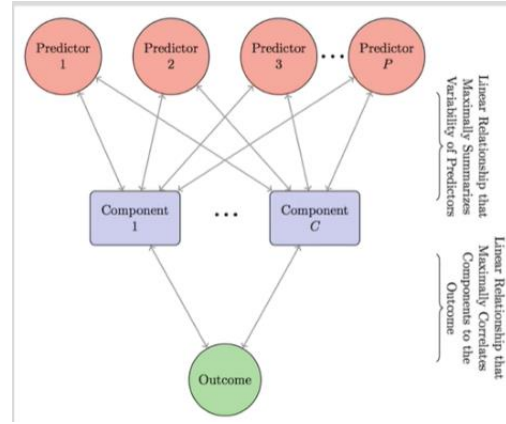 Predictor
1
Predictor
2
Predictor
3
...
Predictor
P
Linear Relationship that
Maximally Summarizes
Variability of Predictors
Component
1
...
Component
C
Linear Relationship that
Maximally Correlates
Components to the
Outcome
Outcome